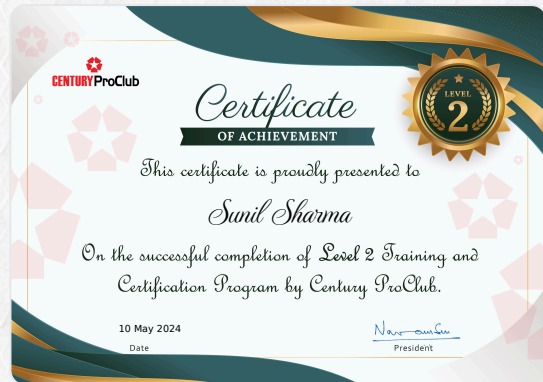 CENTURY ProClub
Certificate
OF ACHIEVEMENT
LEVEL
2
This certificate is proudly presented to
Sunil Sharma
On the successful completion of Level 2 Training and
Certification Program by Century ProClub.
10 May 2024
Date
President